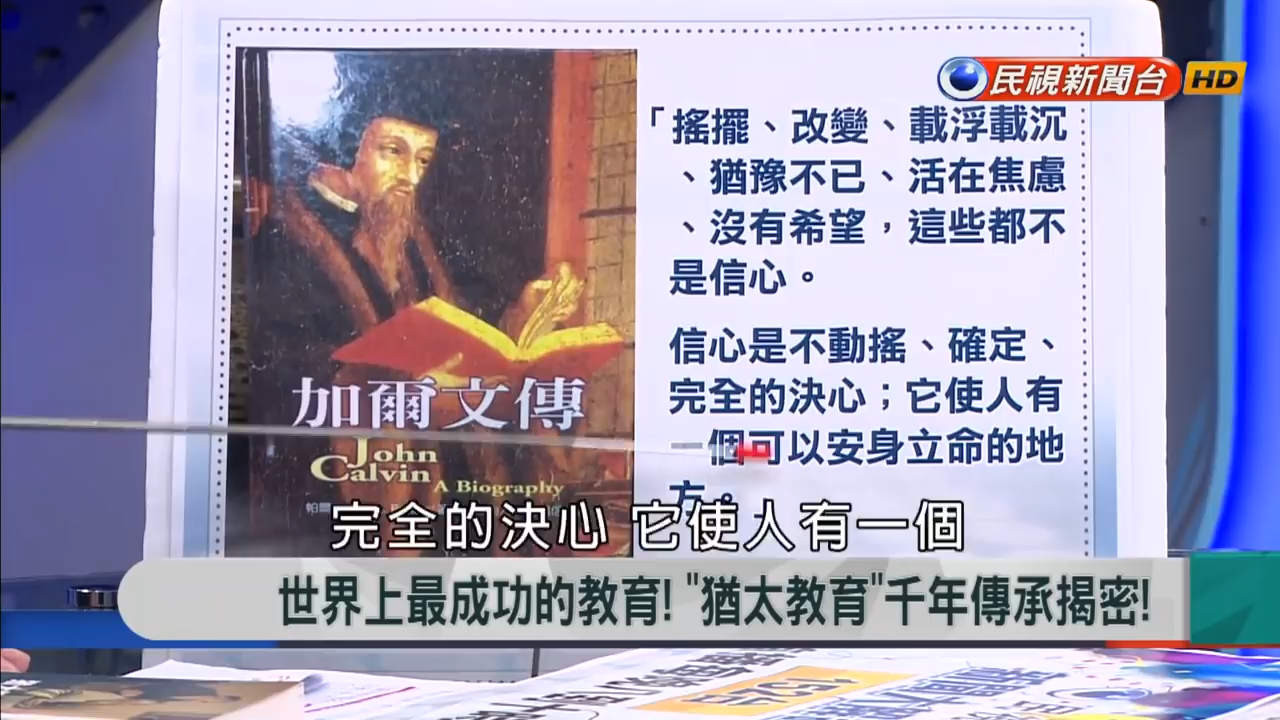 民視新聞台 HD
「搖擺、改變、載浮載沉
、猶豫不已、活在焦慮
、沒有希望，這些都不
是信心。
信心是不動搖、確定、
完全的決心；它使人有
一個可以安身立命的地
方。
加爾文傳
John
Calvin
A Biography
完全的決心 它使人有一個
世界上最成功的教育! "猶太教育"千年傳承揭密!